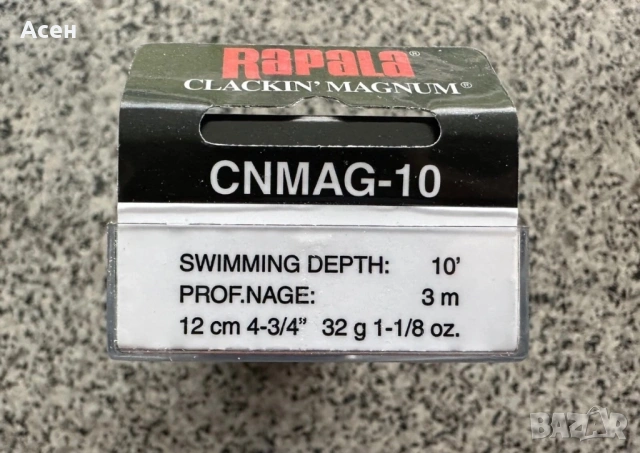 Асен
Rapala
CLACKIN' MAGNUM®
CNMAG-10
SWIMMING DEPTH: 10'
PROF.NAGE: 3 m
12 cm 4-3/4" 32 g 1-1/8 oz.
BAZAR